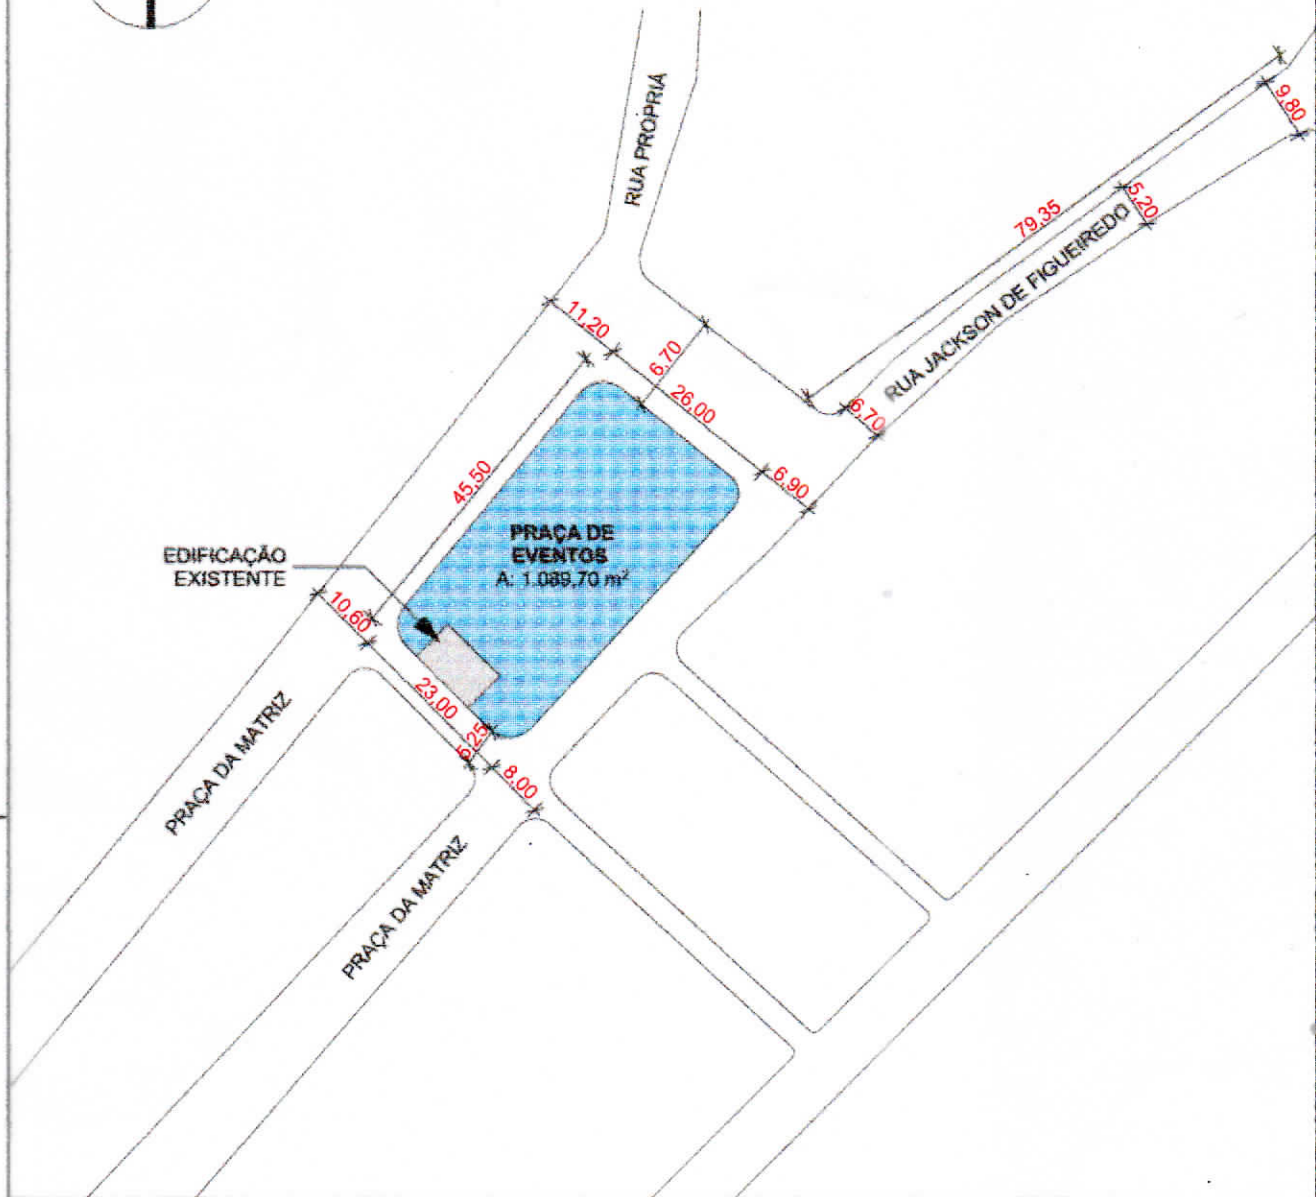 RUA PROPRIÁ
9,80
5,20
79,35
RUA JACKSON DE FIGUEIREDO
11,20
6,70
26,00
6,70
6,90
45,50
PRAÇA DE
EVENTOS
A: 1.089,70 m²
EDIFICAÇÃO
EXISTENTE
10,60
23,00
6,25
8,00
PRAÇA DA MATRIZ
PRAÇA DA MATRIZ